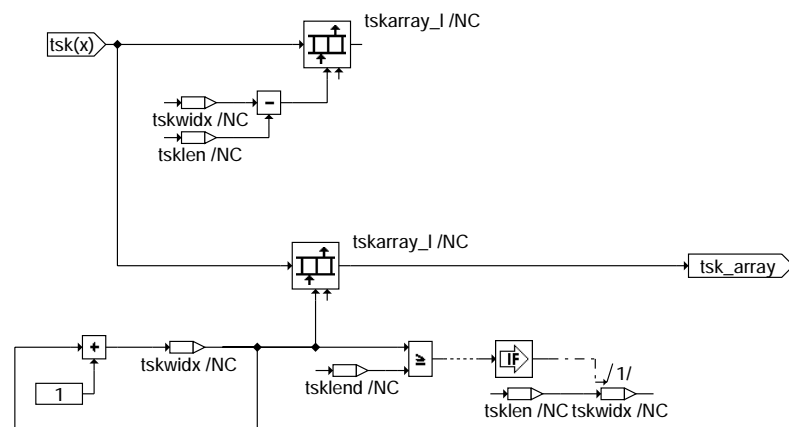 tskarray_l /NC
tsk(x)
-
tskwidx /NC
tsklen /NC
tskarray_l /NC
tsk_array
+
tskwidx /NC
1
≥
tsklend /NC
IF
/1/
tsklen /NC tskwidx /NC